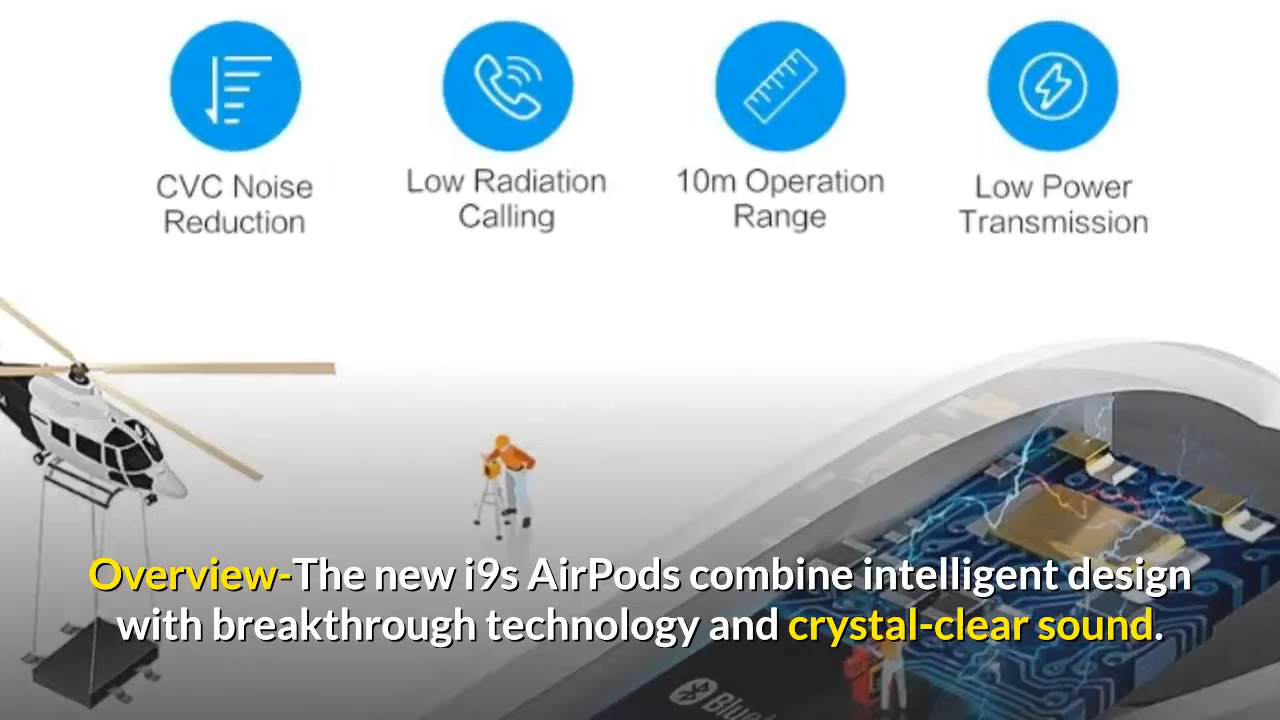 CVC Noise
Reduction
Low Radiation
Calling
10m Operation
Range
Low Power
Transmission
Overview-The new i9s AirPods combine intelligent design
with breakthrough technology and crystal-clear sound.